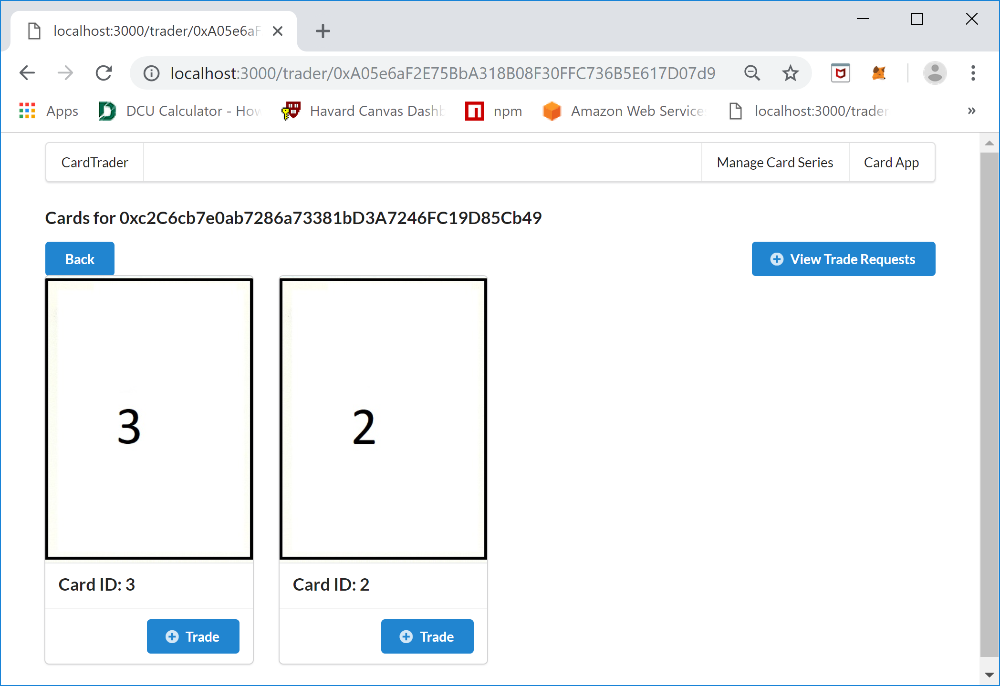 localhost:3000/trader/0xA05e6aF
localhost:3000/trader/0xA05e6aF2E75BbA318B08F30FFC736B5E617D07d9
Apps DCU Calculator - How Havard Canvas Dashb npm Amazon Web Services localhost:3000/trader »
CardTrader Manage Card Series Card App
Cards for 0xc2C6cb7e0ab7286a73381bD3A7246FC19D85Cb49
Back View Trade Requests
3 2
Card ID: 3 Card ID: 2
Trade Trade